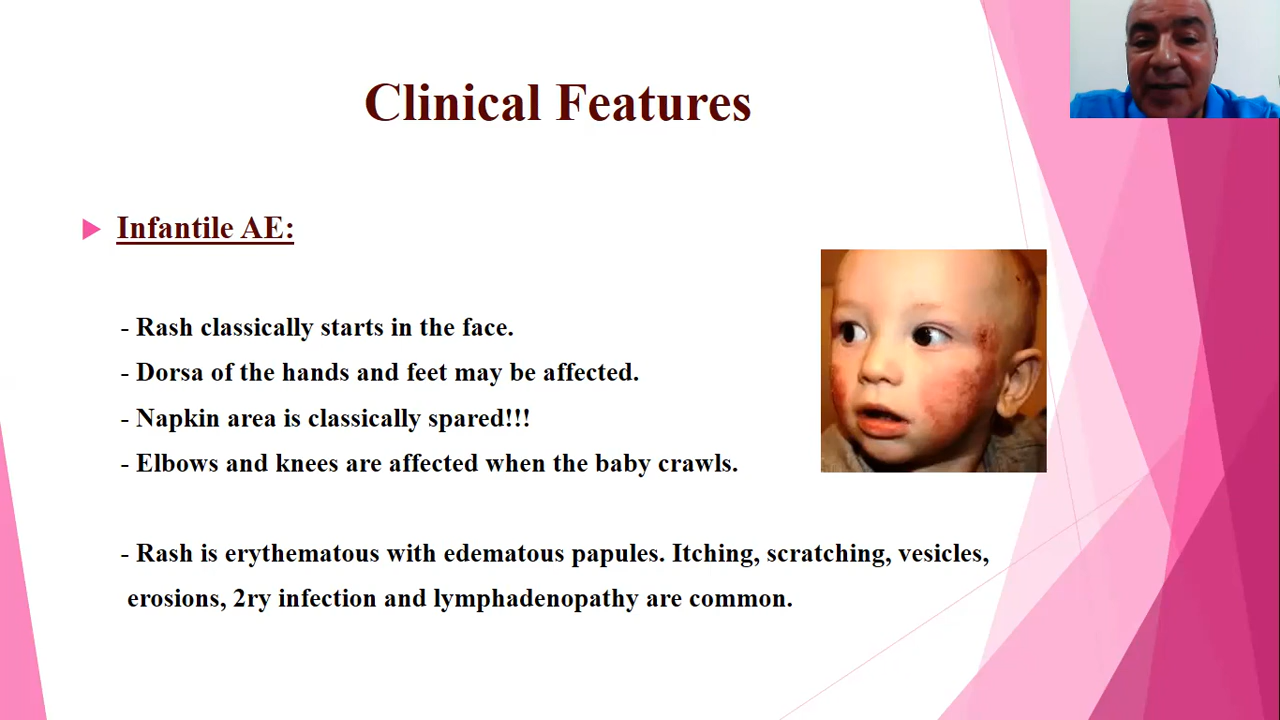 Clinical Features
Infantile AE:
- Rash classically starts in the face.
- Dorsa of the hands and feet may be affected.
- Napkin area is classically spared!!!
- Elbows and knees are affected when the baby crawls.
- Rash is erythematous with edematous papules. Itching, scratching, vesicles,
erosions, 2ry infection and lymphadenopathy are common.